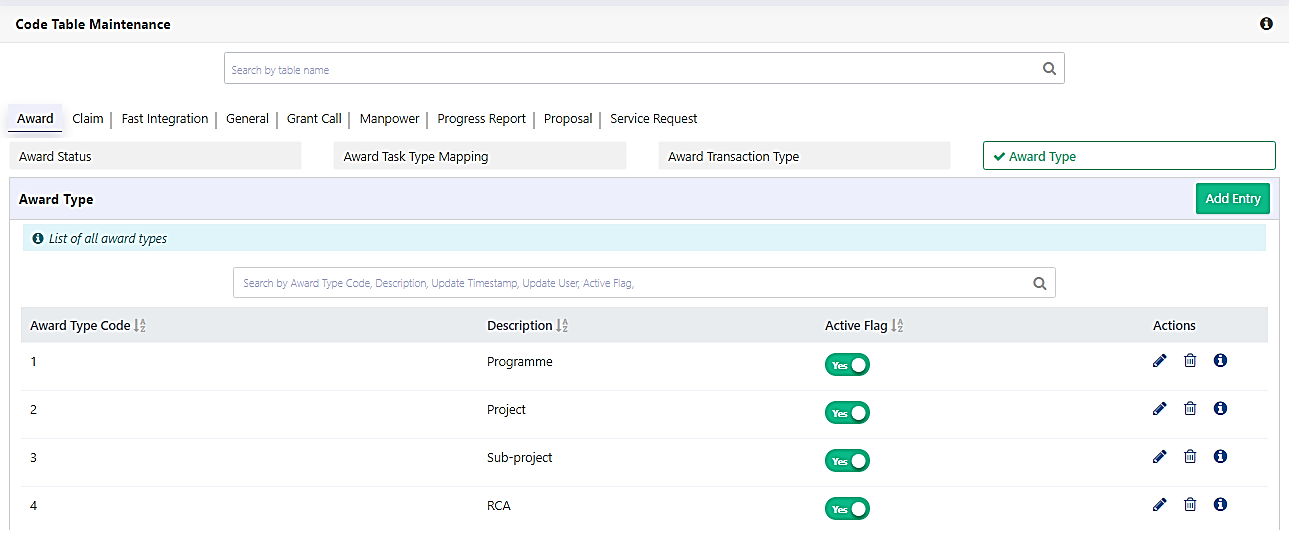 Code Table Maintenance
Search by table name
Award Claim Fast Integration General Grant Call Manpower Progress Report Proposal Service Request
Award Status Award Task Type Mapping Award Transaction Type Award Type
Award Type Add Entry
List of all award types
Search by Award Type Code, Description, Update Timestamp, Update User, Active Flag,
Award Type Code Description Active Flag Actions
1 Programme Yes
2 Project Yes
3 Sub-project Yes
4 RCA Yes